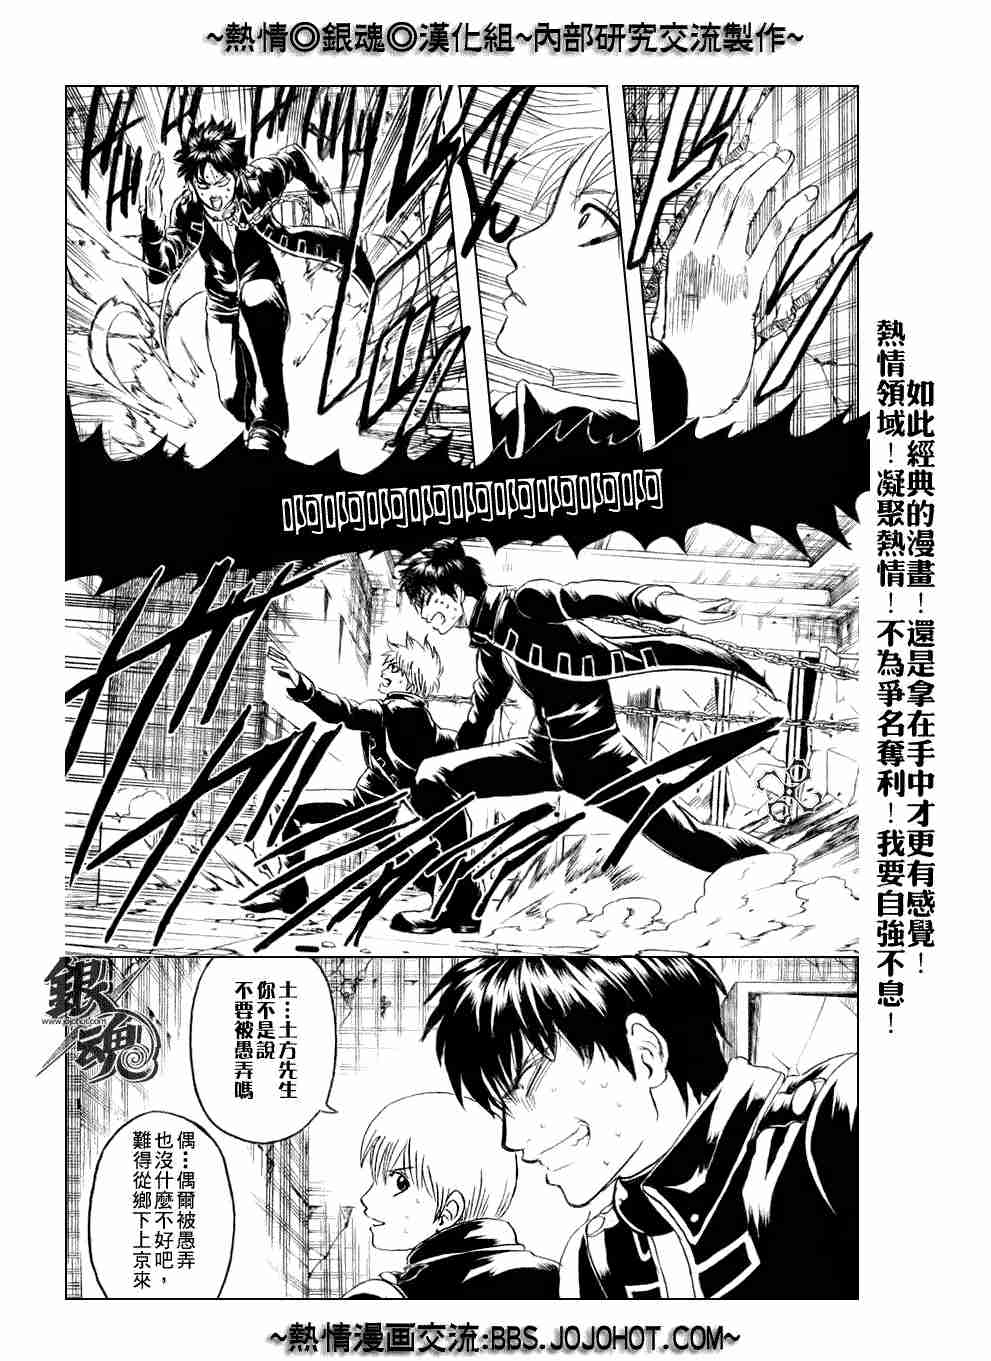 ~熱情◎銀魂◎漢化組~內部研究交流製作~
如此經典的漫畫！還是拿在手中才更有感覺！
熱情領域！凝聚熱情！不為爭名奪利！我要自強不息！
啊啊啊啊啊啊啊啊啊啊啊
土…土方先生
你不是說
不要被愚弄嗎
偶…偶爾被愚弄
也沒什麼不好吧，
難得從鄉下上京來
銀魂
www.jojohot.com
~熱情漫画交流:BBS.JOJOHOT.COM~